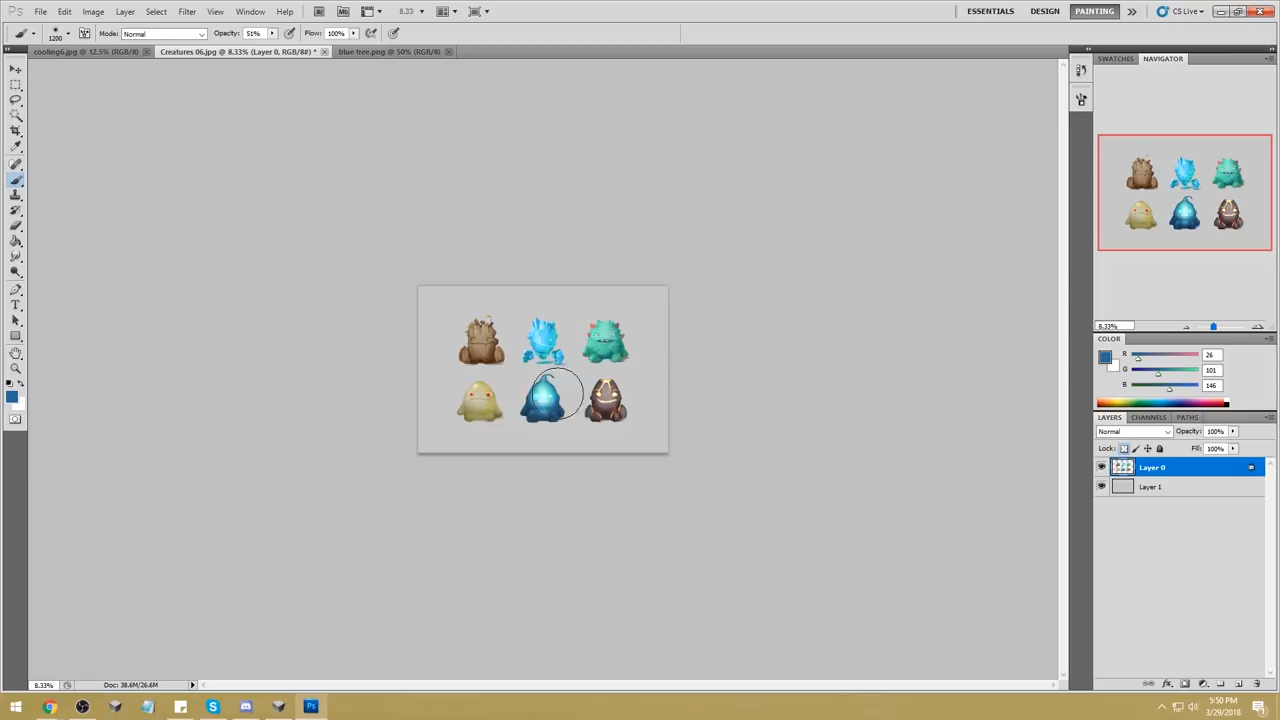 Ps File Edit Image Layer Select Filter View Window Help Br Mb 8.33 ESSENTIALS DESIGN PAINTING CS Live
1200 Mode: Normal Opacity: 51% Flow: 100%
cooling6.jpg @ 12.5% (RGB/8) Creatures 06.jpg @ 8.33% (Layer 0, RGB/8#) * blue tree.png @ 50% (RGB/8)
SWATCHES NAVIGATOR
8.33%
COLOR
R 26
G 101
B 146
LAYERS CHANNELS PATHS
Normal Opacity: 100%
Lock: Fill: 100%
Layer 0
Layer 1
8.33% Doc: 38.6M/26.6M
5:50 PM
3/29/2018